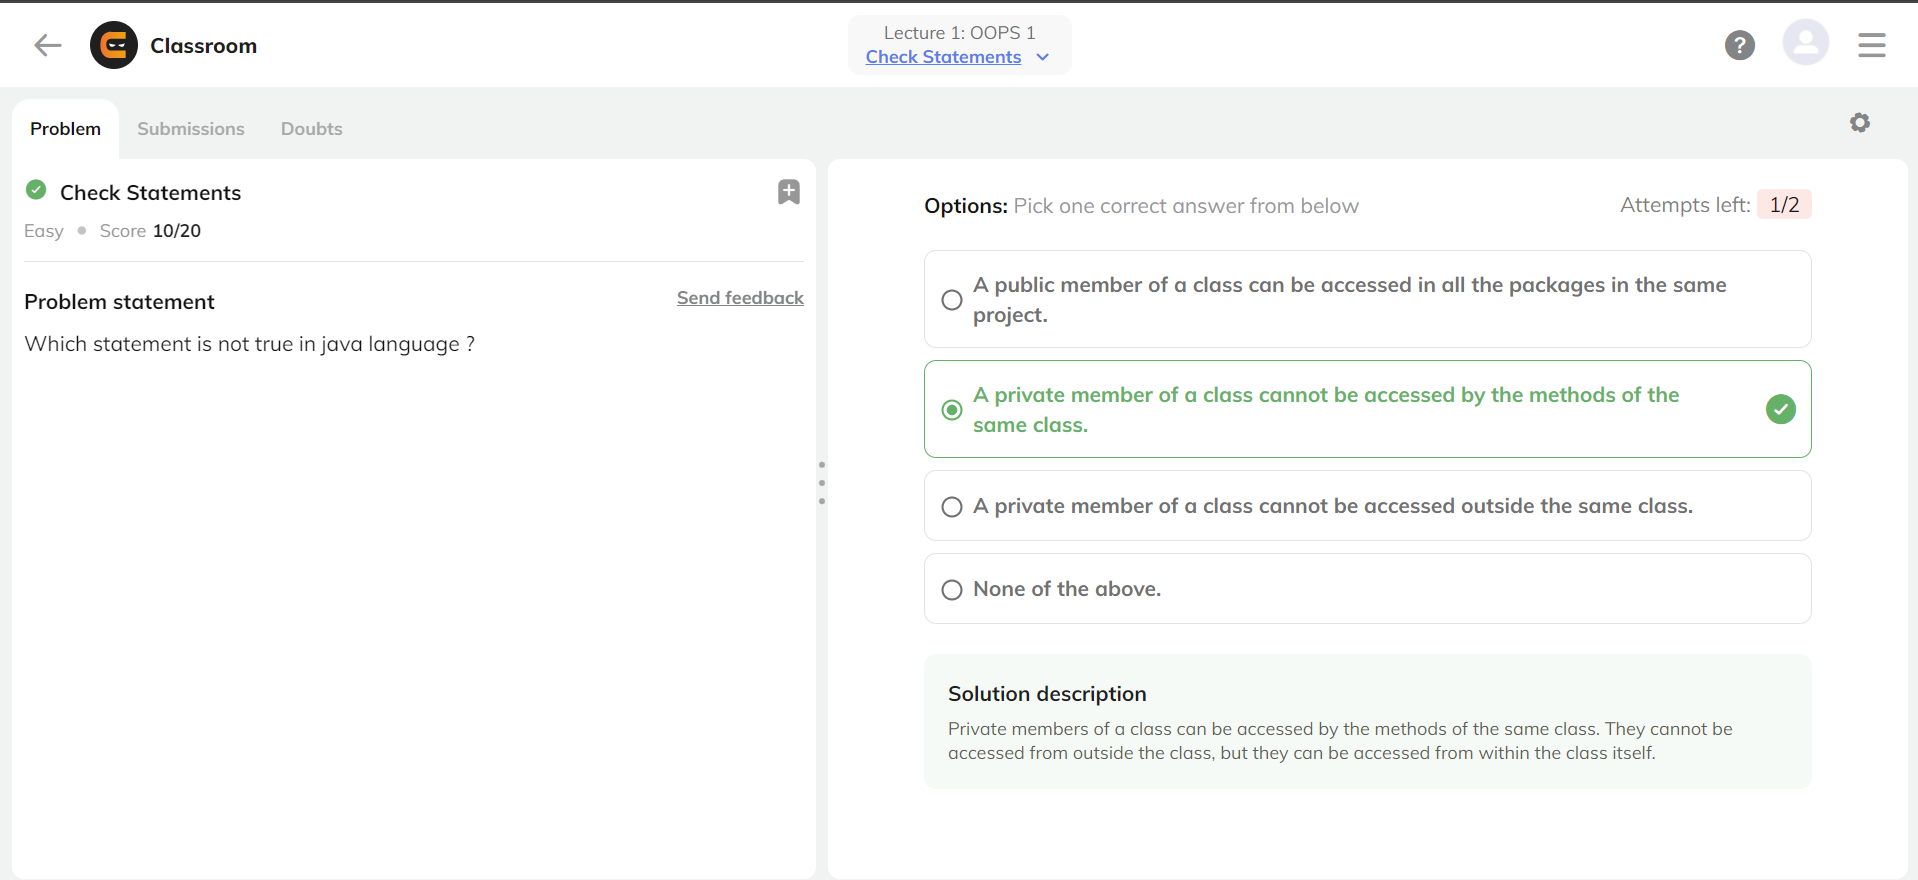 Classroom
Lecture 1: OOPS 1
Check Statements
?
Problem
Submissions
Doubts
Check Statements
Easy • Score 10/20
Problem statement
Send feedback
Which statement is not true in java language ?
Options: Pick one correct answer from below
Attempts left: 1/2
A public member of a class can be accessed in all the packages in the same
project.
A private member of a class cannot be accessed by the methods of the
same class.
A private member of a class cannot be accessed outside the same class.
None of the above.
Solution description
Private members of a class can be accessed by the methods of the same class. They cannot be
accessed from outside the class, but they can be accessed from within the class itself.